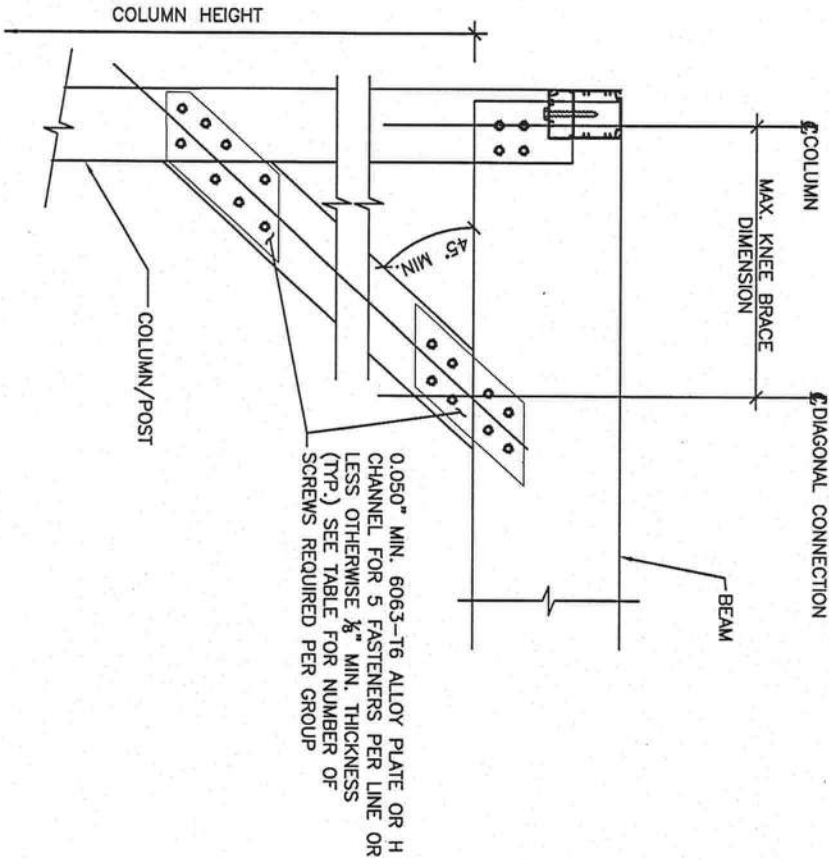 COLUMN HEIGHT
℄ COLUMN
MAX. KNEE BRACE
DIMENSION
℄ DIAGONAL CONNECTION
45° MIN.
BEAM
COLUMN/POST
0.050" MIN. 6063-T6 ALLOY PLATE OR H
CHANNEL FOR 5 FASTENERS PER LINE OR
LESS OTHERWISE ⅛" MIN. THICKNESS
(TYP.) SEE TABLE FOR NUMBER OF
SCREWS REQUIRED PER GROUP